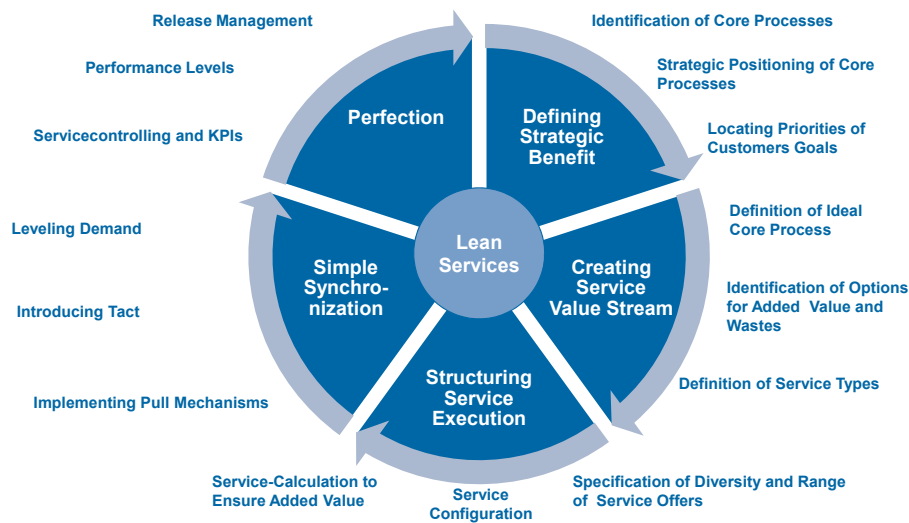 Release Management
Identification of Core Processes
Performance Levels
Strategic Positioning of Core
Processes
Perfection
Defining
Strategic
Benefit
Servicecontrolling and KPIs
Locating Priorities of
Customers Goals
Leveling Demand
Definition of Ideal
Core Process
Lean
Services
Simple
Synchro-
nization
Creating
Service
Value Stream
Introducing Tact
Identification of Options
for Added Value and
Wastes
Structuring
Service
Execution
Implementing Pull Mechanisms
Definition of Service Types
Service-Calculation to
Ensure Added Value
Service
Configuration
Specification of Diversity and Range
of Service Offers